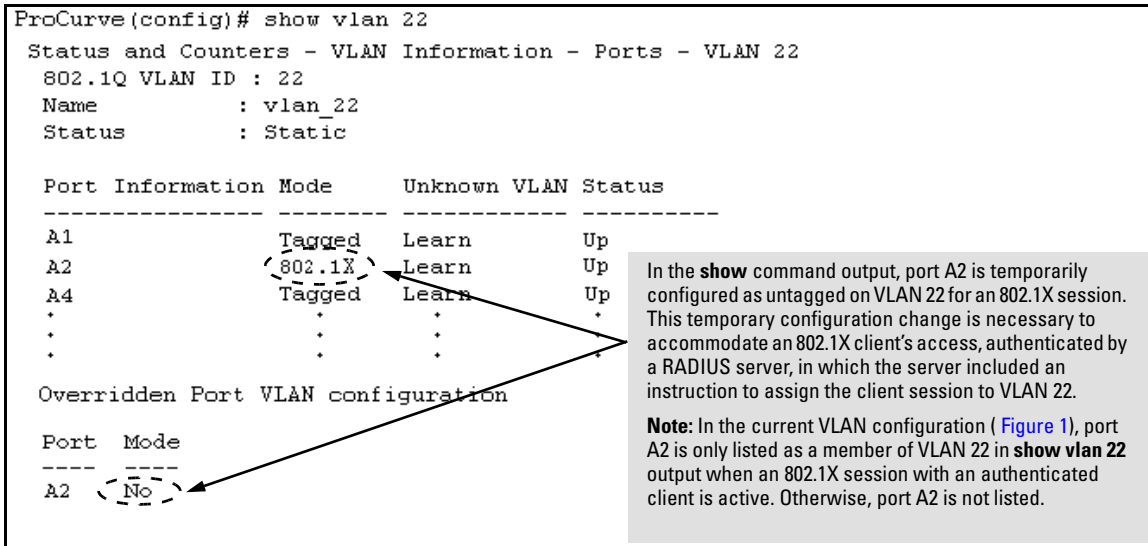 ProCurve(config)# show vlan 22
Status and Counters - VLAN Information - Ports - VLAN 22
802.1Q VLAN ID : 22
Name : vlan_22
Status : Static
Port Information Mode Unknown VLAN Status
---------------- -------- ------------ ----------
A1 Tagged Learn Up
A2 802.1X Learn Up
A4 Tagged Learn Up
Overridden Port VLAN configuration
Port Mode
---- ----
A2 No
In the show command output, port A2 is temporarily
configured as untagged on VLAN 22 for an 802.1X session.
This temporary configuration change is necessary to
accommodate an 802.1X client's access, authenticated by
a RADIUS server, in which the server included an
instruction to assign the client session to VLAN 22.
Note: In the current VLAN configuration ( Figure 1), port
A2 is only listed as a member of VLAN 22 in show vlan 22
output when an 802.1X session with an authenticated
client is active. Otherwise, port A2 is not listed.